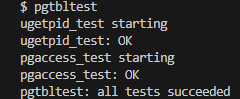 $ pgtbltest
ugetpid_test starting
ugetpid_test: OK
pgaccess_test starting
pgaccess_test: OK
pgtbltest: all tests succeeded